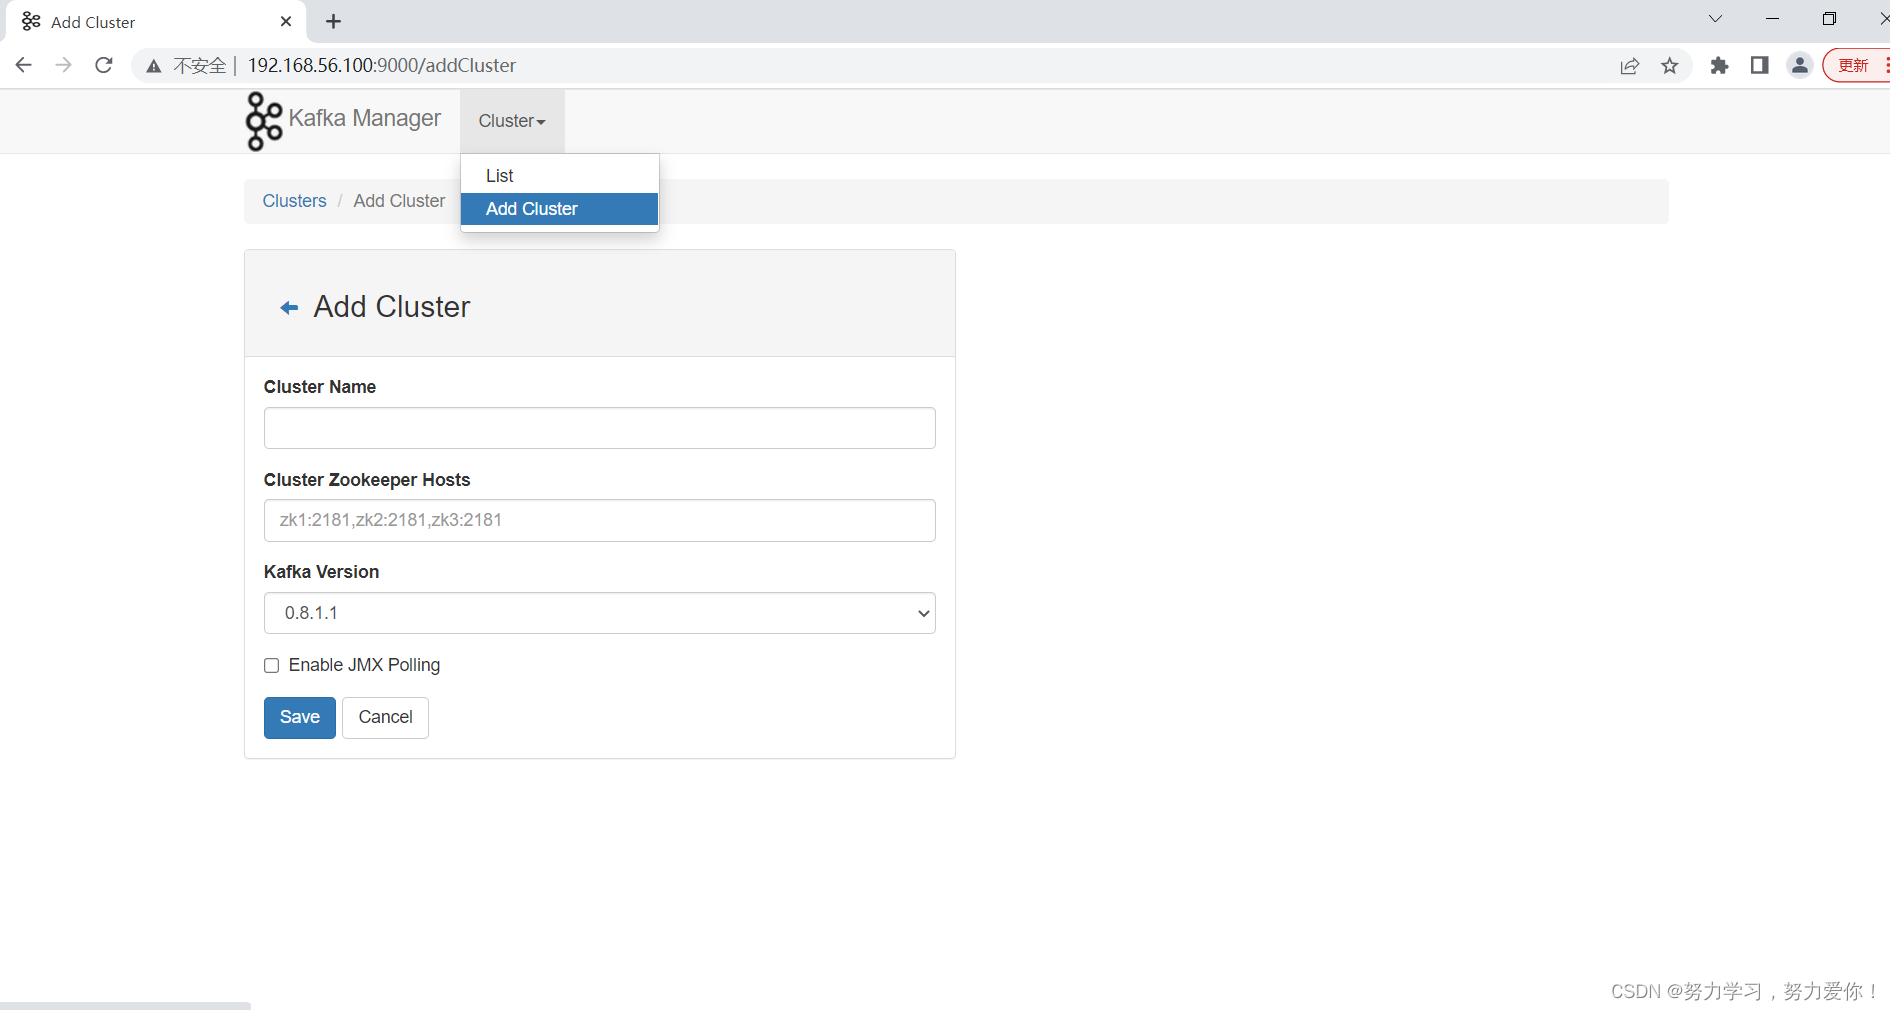 Add Cluster
不安全 | 192.168.56.100:9000/addCluster
更新
Kafka Manager
Cluster
List
Add Cluster
Clusters / Add Cluster
Add Cluster
Cluster Name
Cluster Zookeeper Hosts
zk1:2181,zk2:2181,zk3:2181
Kafka Version
0.8.1.1
Enable JMX Polling
Save
Cancel
CSDN @努力学习，努力爱你！